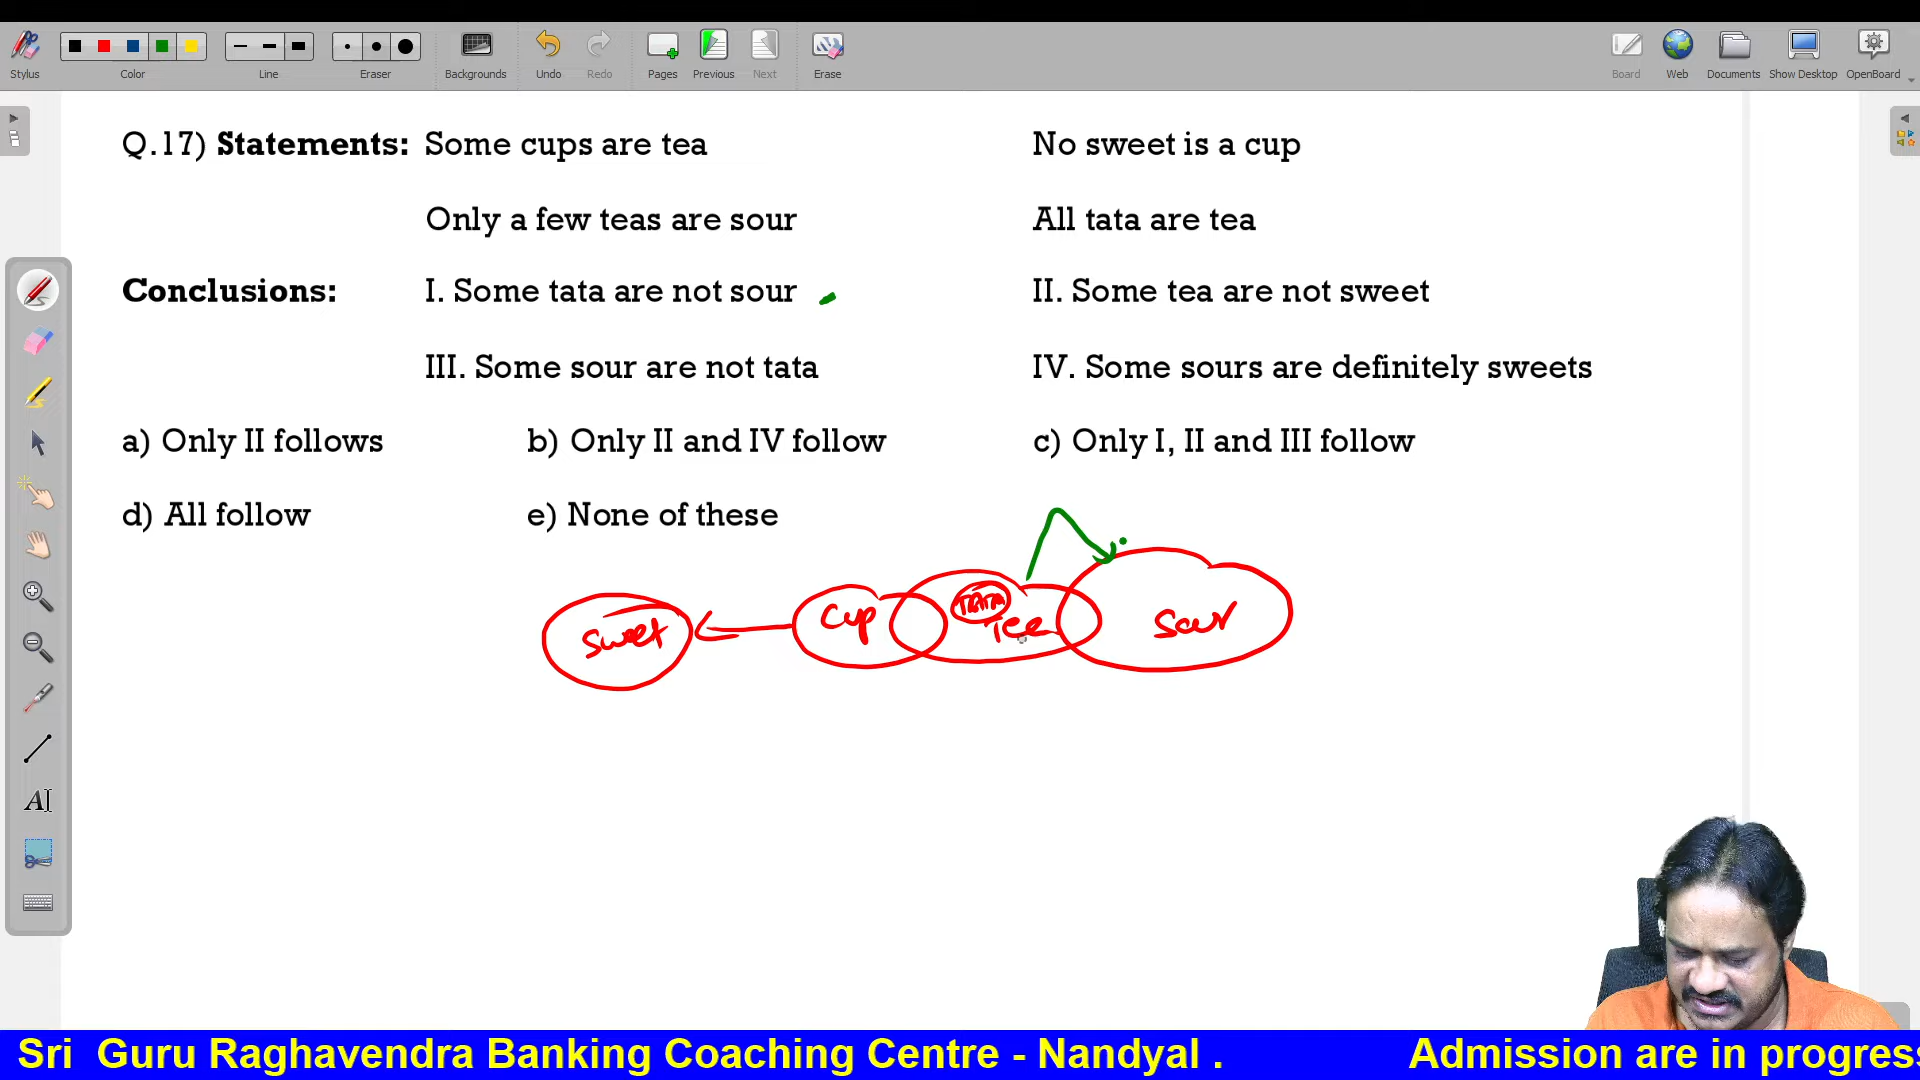 Stylus Color Line Eraser Backgrounds Undo Redo Pages Previous Next Erase Board Web Documents Show Desktop OpenBoard
Q.17) Statements: Some cups are tea No sweet is a cup
Only a few teas are sour All tata are tea
Conclusions: I. Some tata are not sour II. Some tea are not sweet
III. Some sour are not tata IV. Some sours are definitely sweets
a) Only II follows b) Only II and IV follow c) Only I, II and III follow
d) All follow e) None of these
TATA
sweet cup Tea sour
Sri Guru Raghavendra Banking Coaching Centre - Nandyal . Admission are in progress